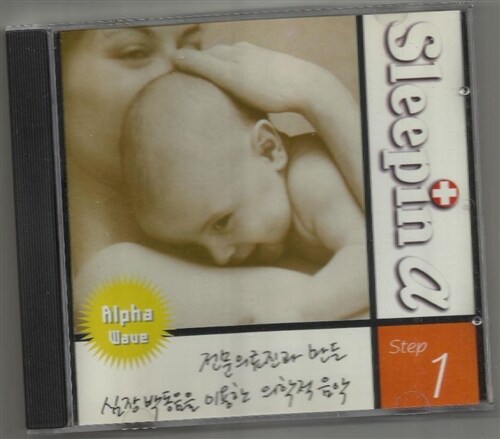 Sleepin α
Alpha
Wave
전문의료진과 만든
심장박동음을 이용한 의학적 음악
Step
1